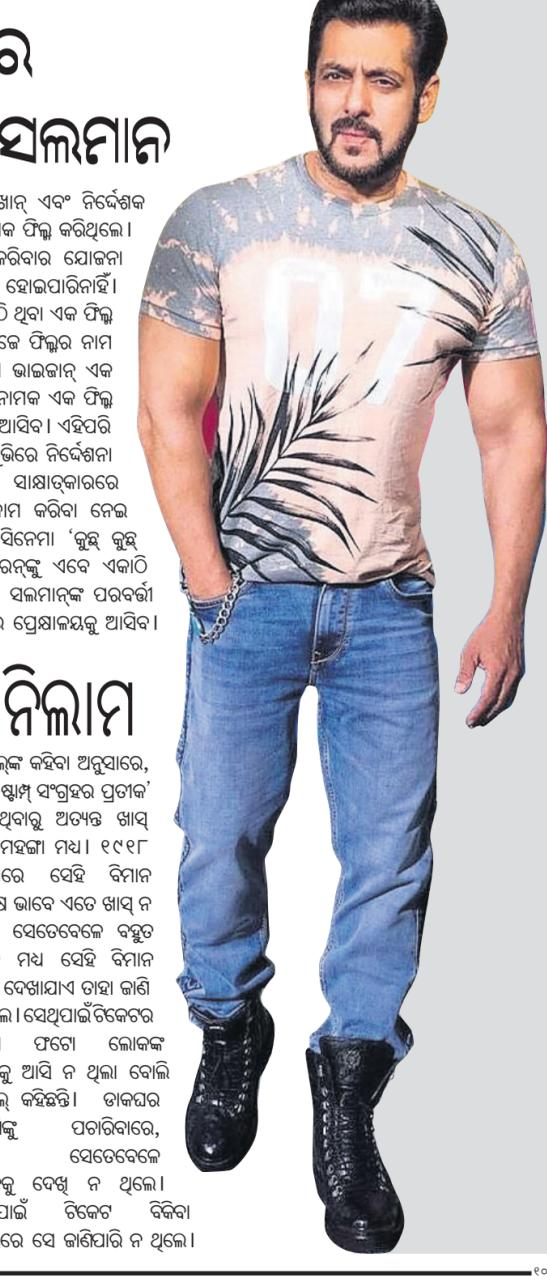 ରେ
ସଲମାନ
ଖାନ୍ ଏବଂ ନିର୍ଦ୍ଦେଶକ
କ ଫିଲ୍ମ କରିଥିଲେ।
କରିବାର ଯୋଜନା
ହୋଇପାରିନାହିଁ।
ଠି ଥିବା ଏକ ଫିଲ୍ମ
ଜେ ଫିଲ୍ମର ନାମ
ଭାଇଜାନ୍ ଏକ
ନାମକ ଏକ ଫିଲ୍ମ
ଆସିବ। ଏହିପରି
ଭିରେ ନିର୍ଦ୍ଦେଶନା
ସାକ୍ଷାତ୍କାରରେ
ାମ କରିବା ନେଇ
ସିନେମା 'କୁଛ୍ କୁଛ୍
ରନ୍‌ଙ୍କୁ ଏବେ ଏକାଠି
ସଲମାନ୍‌ଙ୍କ ପରବର୍ତ୍ତୀ
ପ୍ରେକ୍ଷାଳୟକୁ ଆସିବ।
07
ନିଲାମ
ଲ୍‌ଙ୍କ କହିବା ଅନୁସାରେ,
ଷ୍ଟାମ୍ପ୍ ସଂଗ୍ରହର ପ୍ରତୀକ'
ଥିବାରୁ ଅତ୍ୟନ୍ତ ଖାସ୍
ମହଙ୍ଗା ମଧ୍ୟ। ୧୯୧୮
ରେ ସେହି ବିମାନ
ଷ ଭାବେ ଏତେ ଖାସ୍ ନ
ସେତେବେଳେ ବହୁତ
ମଧ୍ୟ ସେହି ବିମାନ
ଦେଖାଯାଏ ତାହା ଜାଣି
ଲେ। ସେଥିପାଇଁ ଟିକେଟର
ଫଟୋ ଲୋକଙ୍କ
କୁ ଆସି ନ ଥିଲା ବୋଲି
ଲ୍ କହିଛନ୍ତି। ଡାକଘର
ଙ୍କୁ ପଚାରିବାରେ,
ସେତେବେଳେ
କୁ ଦେଖି ନ ଥିଲେ।
ପାଇଁ ଟିକେଟ ବିକିବା
ରେ ସେ ଜାଣିପାରି ନ ଥିଲେ।
୧୦